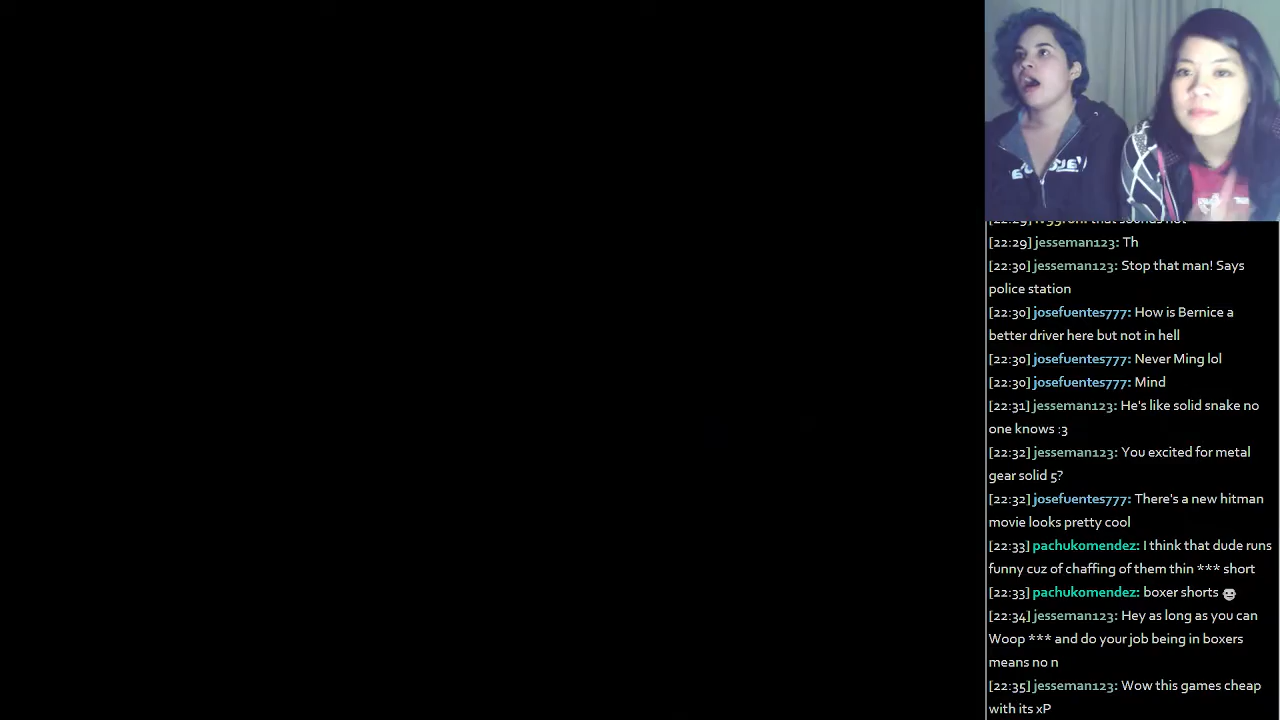 [22:29] jesseman123: Th
[22:30] jesseman123: Stop that man! Says
police station
[22:30] josefuentes777: How is Bernice a
better driver here but not in hell
[22:30] josefuentes777: Never Ming lol
[22:30] josefuentes777: Mind
[22:31] jesseman123: He's like solid snake no
one knows :3
[22:32] jesseman123: You excited for metal
gear solid 5?
[22:32] josefuentes777: There's a new hitman
movie looks pretty cool
[22:33] pachukomendez: I think that dude runs
funny cuz of chaffing of them thin *** short
[22:33] pachukomendez: boxer shorts
[22:34] jesseman123: Hey as long as you can
Woop *** and do your job being in boxers
means no n
[22:35] jesseman123: Wow this games cheap
with its xP